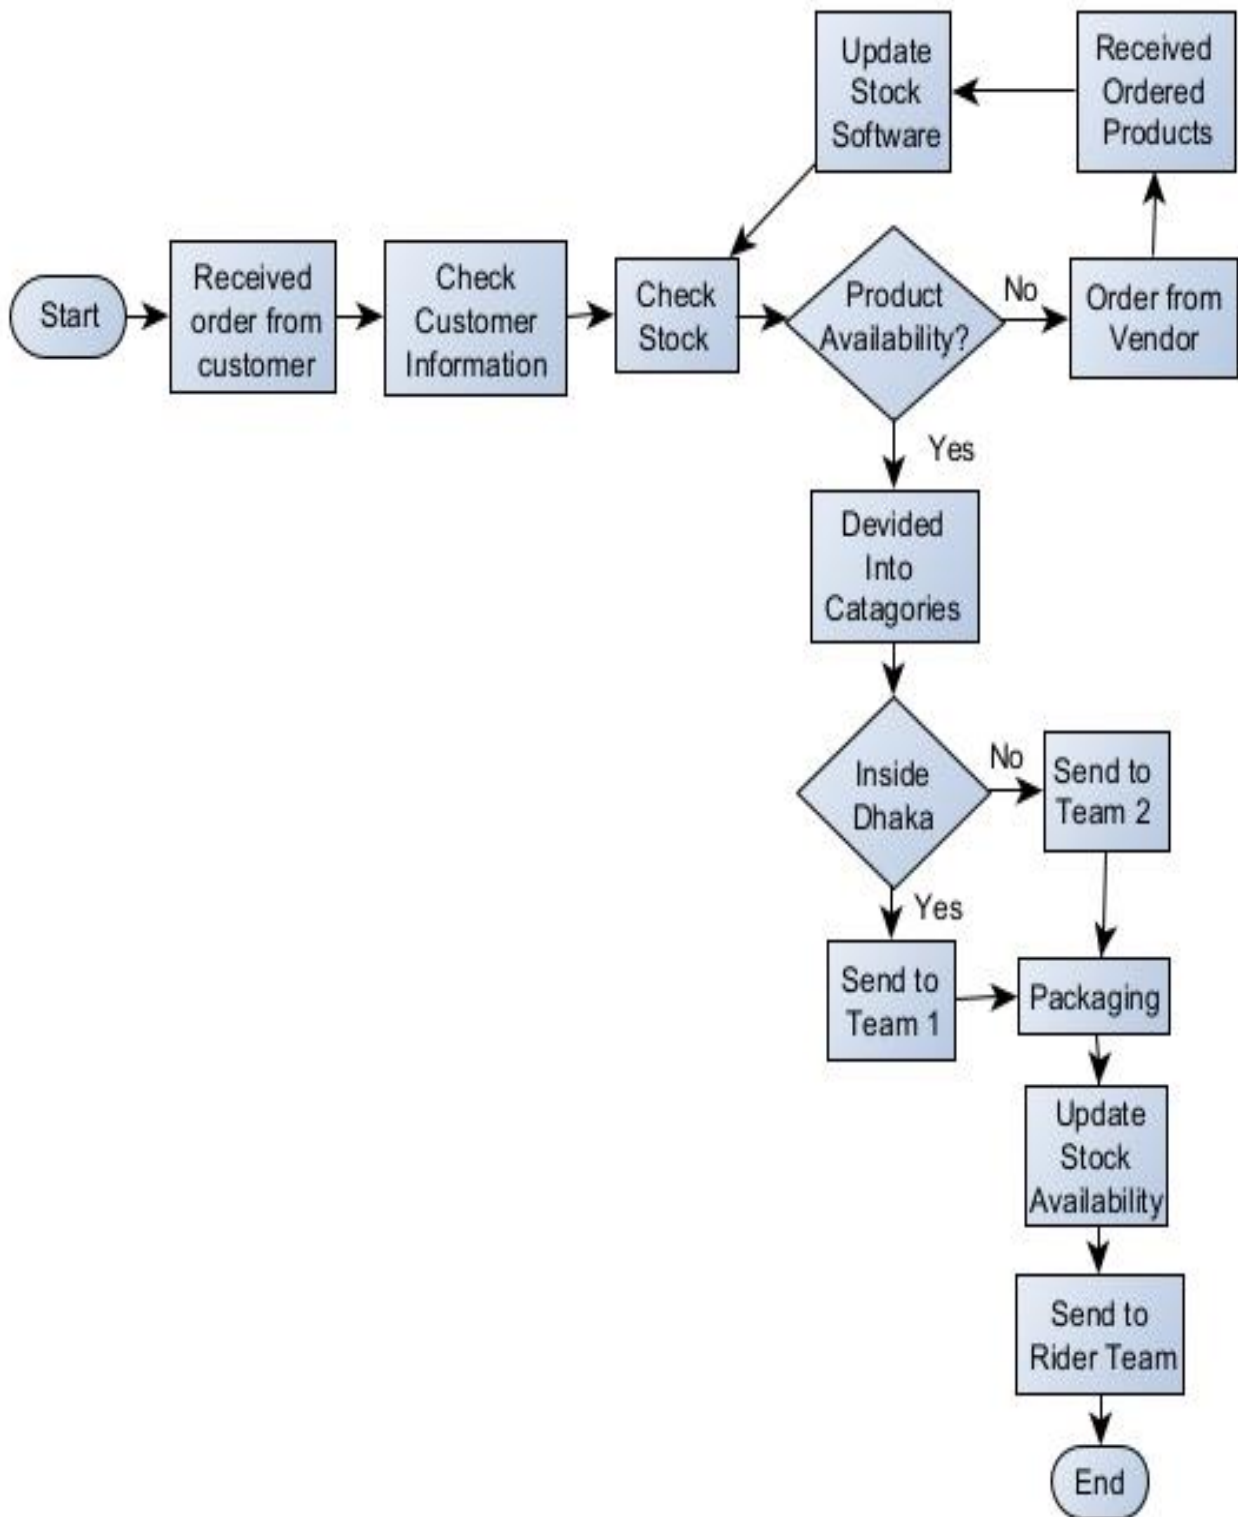 Start
Received
order from
customer
Check
Customer
Information
Check
Stock
Product
Availability?
No
Order from
Vendor
Received
Ordered
Products
Update
Stock
Software
Yes
Devided
Into
Catagories
Inside
Dhaka
No
Send to
Team 2
Yes
Send to
Team 1
Packaging
Update
Stock
Availability
Send to
Rider Team
End